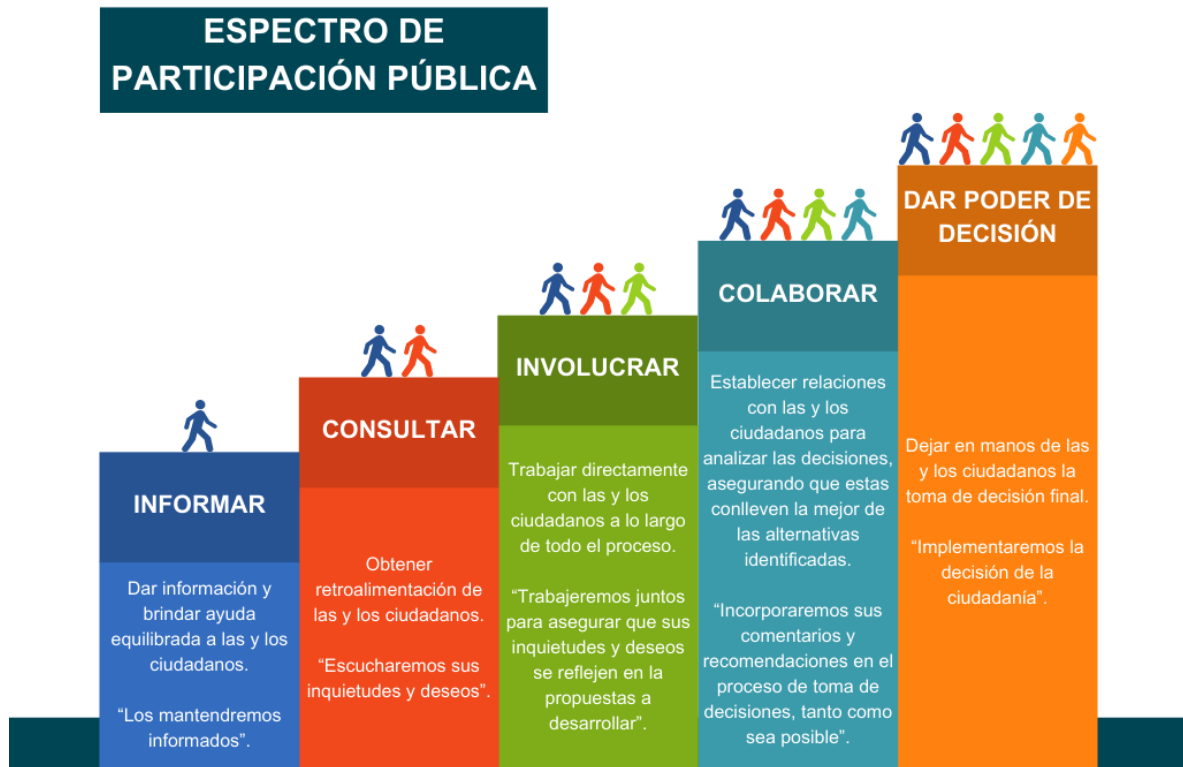 ESPECTRO DE
PARTICIPACIÓN PÚBLICA
INFORMAR
Dar información y
brindar ayuda
equilibrada a las y los
ciudadanos.
“Los mantendremos
informados”.
CONSULTAR
Obtener
retroalimentación de
las y los ciudadanos.
“Escucharemos sus
inquietudes y deseos”.
INVOLUCRAR
Trabajar directamente
con las y los
ciudadanos a lo largo
de todo el proceso.
“Trabajeremos juntos
para asegurar que sus
inquietudes y deseos
se reflejen en la
propuestas a
desarrollar”.
COLABORAR
Establecer relaciones
con las y los
ciudadanos para
analizar las decisiones,
asegurando que estas
conlleven la mejor de
las alternativas
identificadas.
“Incorporaremos sus
comentarios y
recomendaciones en el
proceso de toma de
decisiones, tanto como
sea posible”.
DAR PODER DE
DECISIÓN
Dejar en manos de las
y los ciudadanos la
toma de decisión final.
“Implementaremos la
decisión de la
ciudadanía”.